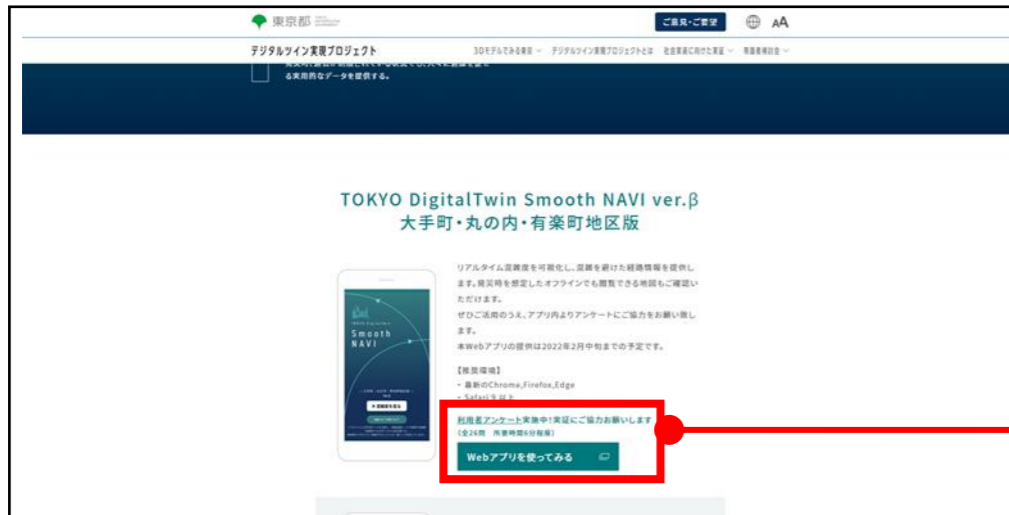 東京都
ご意見・ご要望
AA
デジタルツイン実現プロジェクト
3Dモデルでみる東京 デジタルツイン実現プロジェクトとは 社会実装に向けた実証 有識者検討会
る実用的なデータを提供する。
TOKYO DigitalTwin Smooth NAVI ver.β
大手町・丸の内・有楽町地区版
リアルタイム混雑度を可視化し、混雑を避けた経路情報を提供し
ます。発災時を想定したオフラインでも閲覧できる地図もご確認い
ただけます。
ぜひご活用のうえ、アプリ内よりアンケートにご協力をお願い致し
ます。
本Webアプリの提供は2022年2月中旬までの予定です。
【推奨環境】
- 最新のChrome,Firefox,Edge
- Safari 9 以上
Smooth
NAVI
利用者アンケート実施中!実証にご協力お願いします
(全26問 所要時間6分程度)
Webアプリを使ってみる